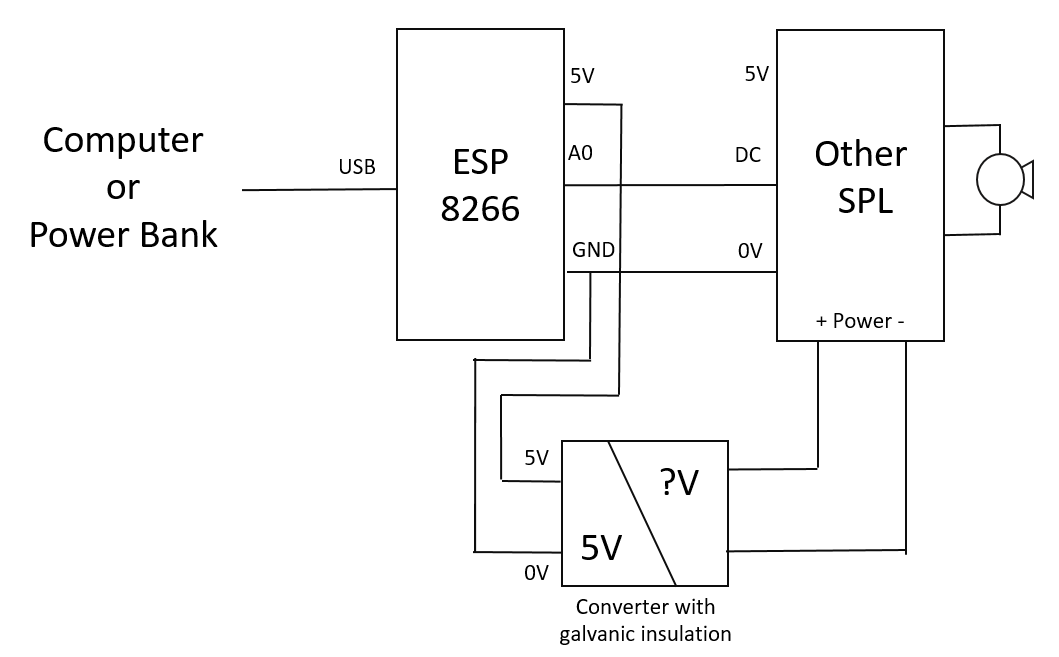 Computer
or
Power Bank
USB
ESP
8266
5V
A0
GND
5V
DC
0V
Other
SPL
+ Power -
5V
0V
?V
5V
Converter with
galvanic insulation